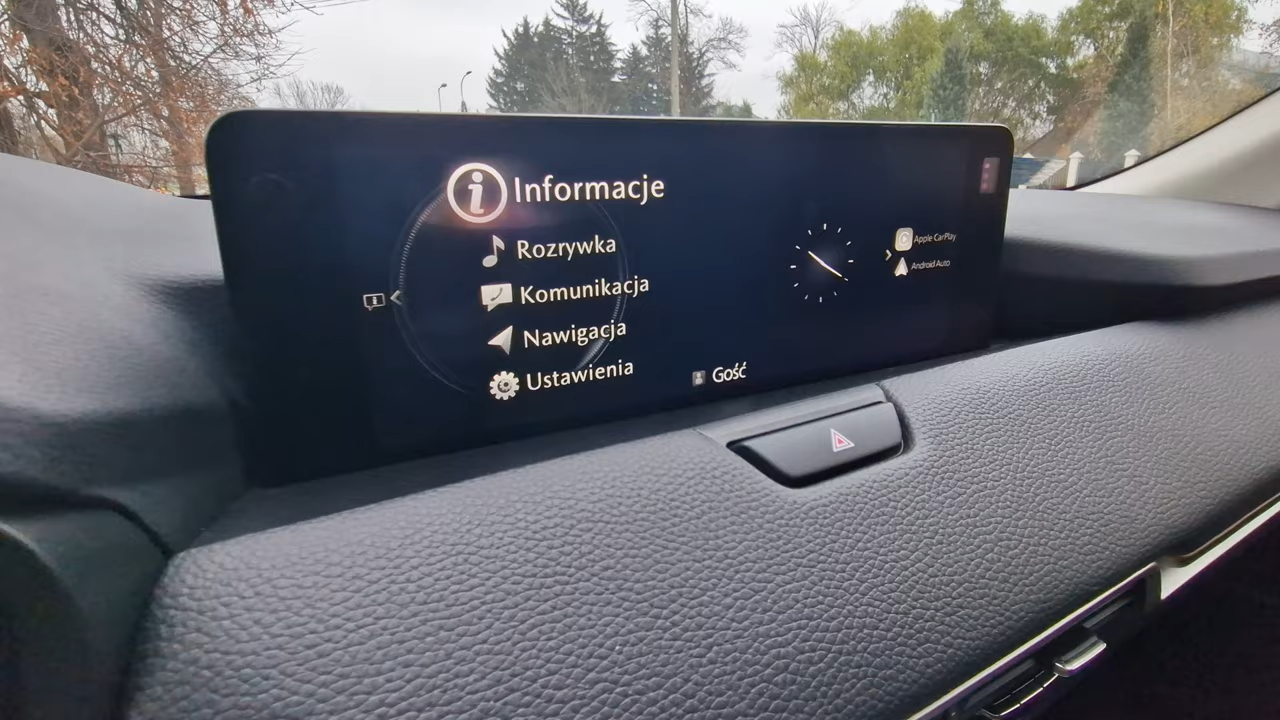 Informacje
Rozrywka
Komunikacja
Nawigacja
Ustawienia
Gość
Apple CarPlay
Android Auto